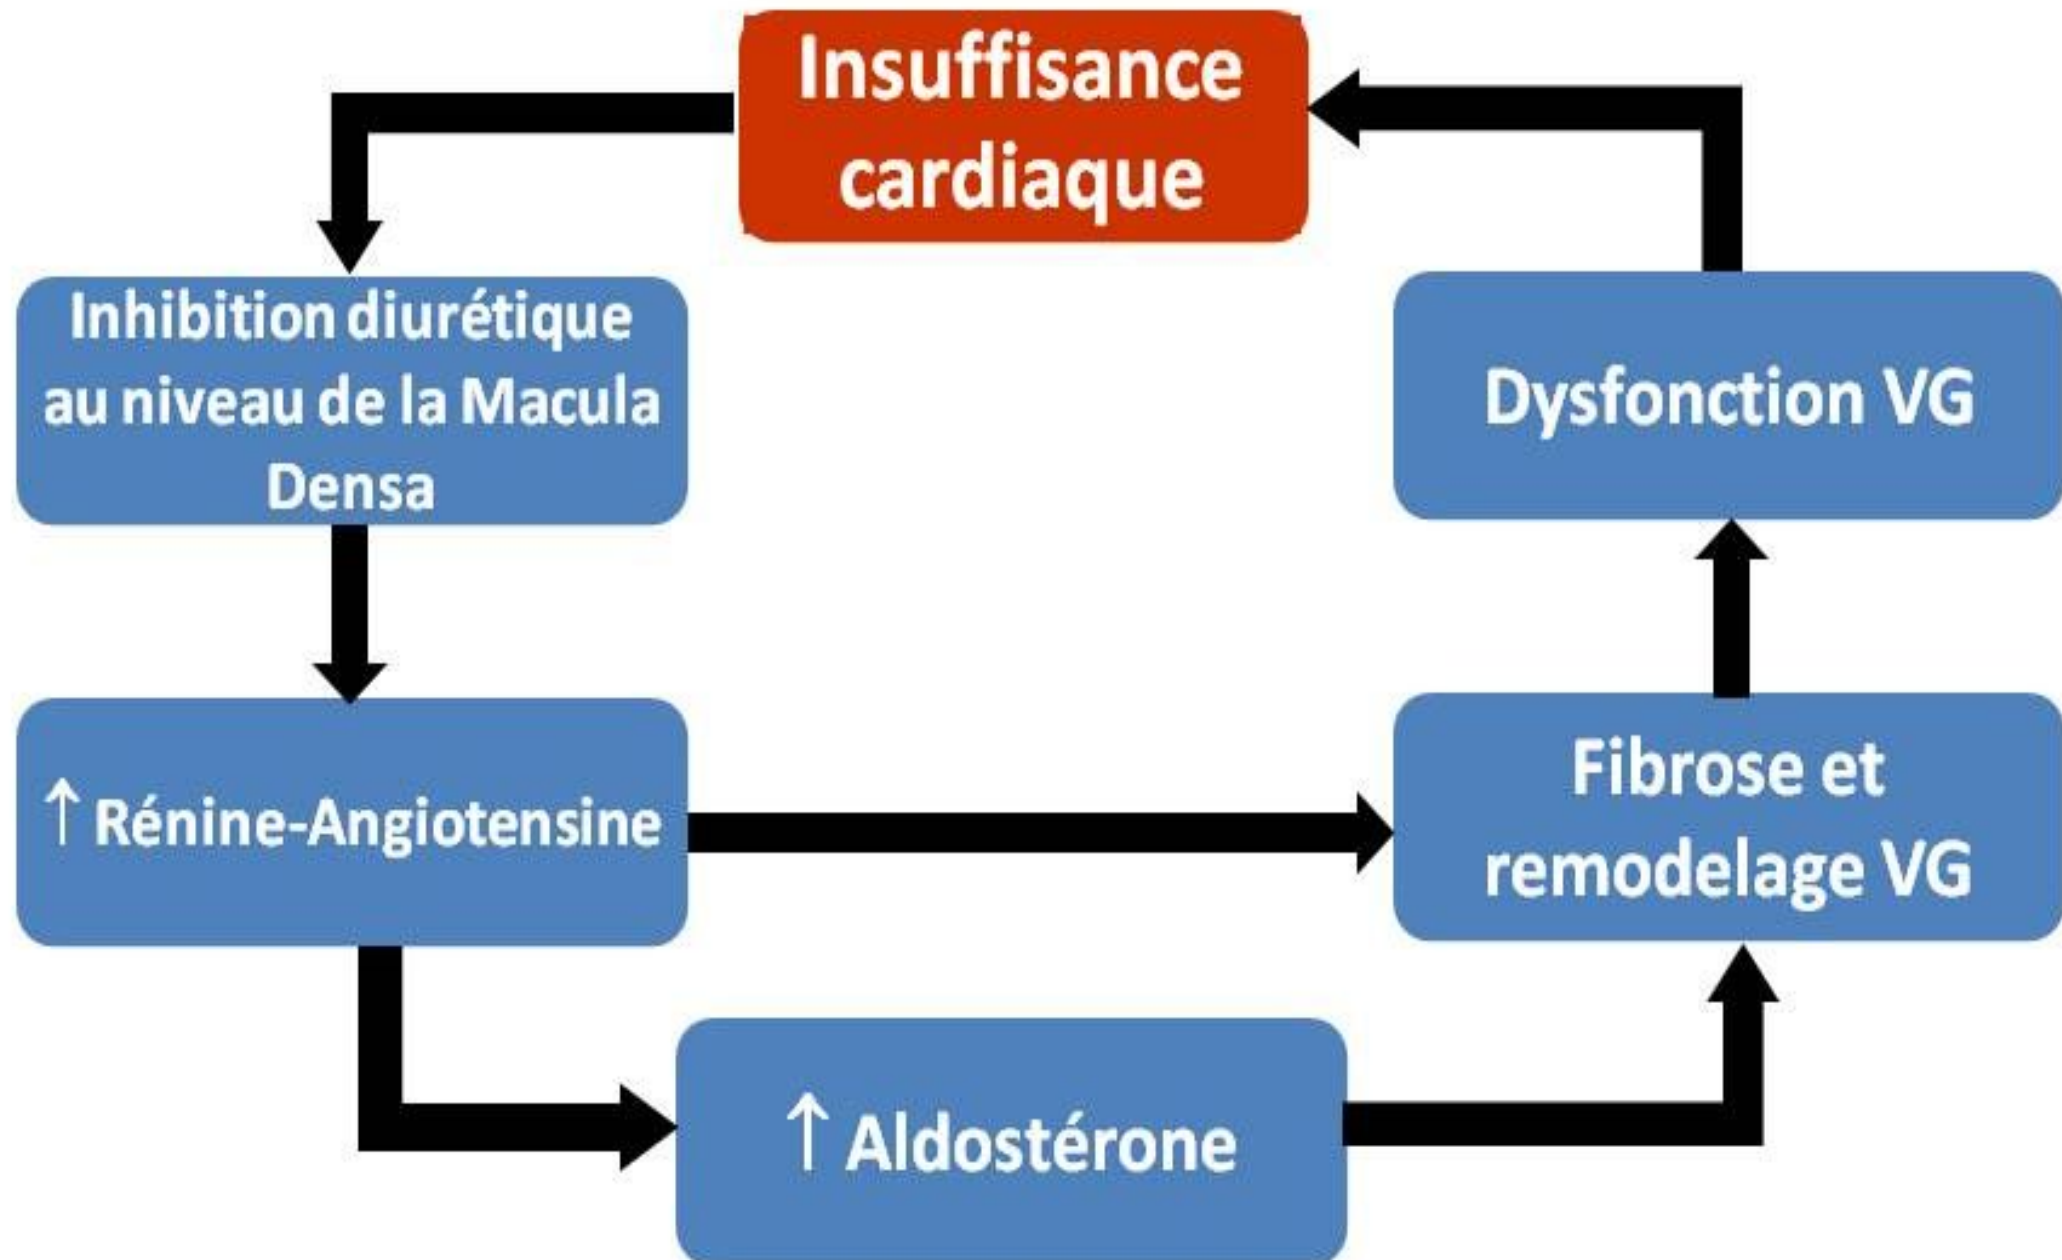 Insuffisance
cardiaque
Inhibition diurétique
au niveau de la Macula
Densa
Dysfonction VG
↑ Rénine-Angiotensine
Fibrose et
remodelage VG
↑ Aldostérone